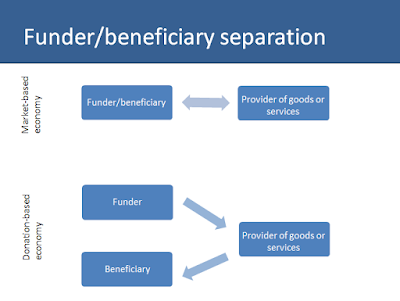 Funder/beneficiary separation
Market-based
economy
Funder/beneficiary
Provider of goods or
services
Donation-based
economy
Funder
Provider of goods or
services
Beneficiary